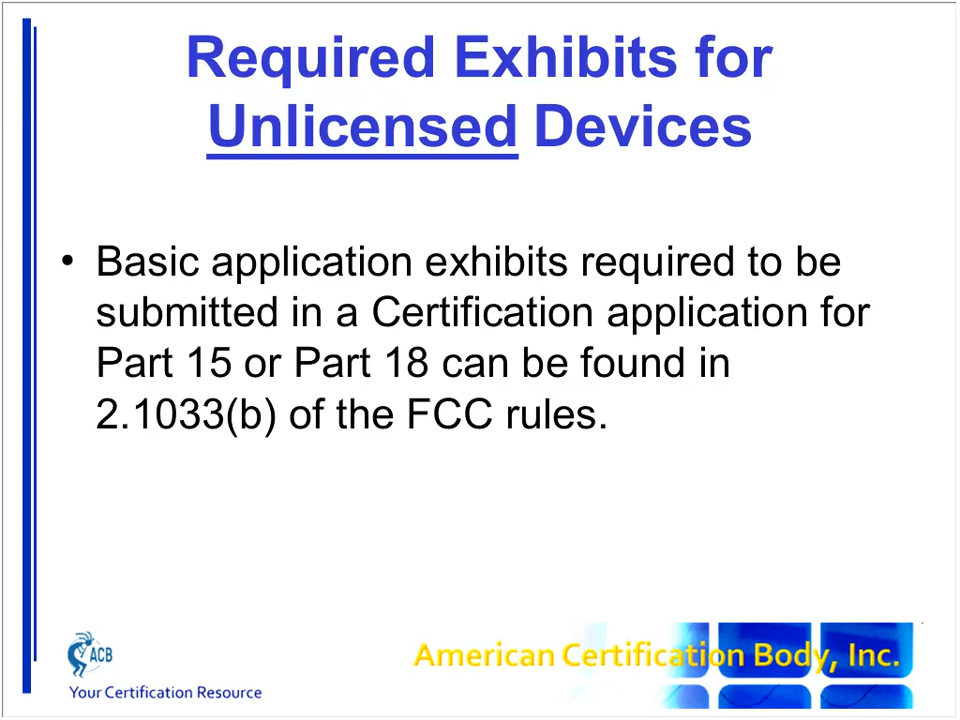 Required Exhibits for
Unlicensed Devices
• Basic application exhibits required to be
submitted in a Certification application for
Part 15 or Part 18 can be found in
2.1033(b) of the FCC rules.
ACB
American Certification Body, Inc.
Your Certification Resource